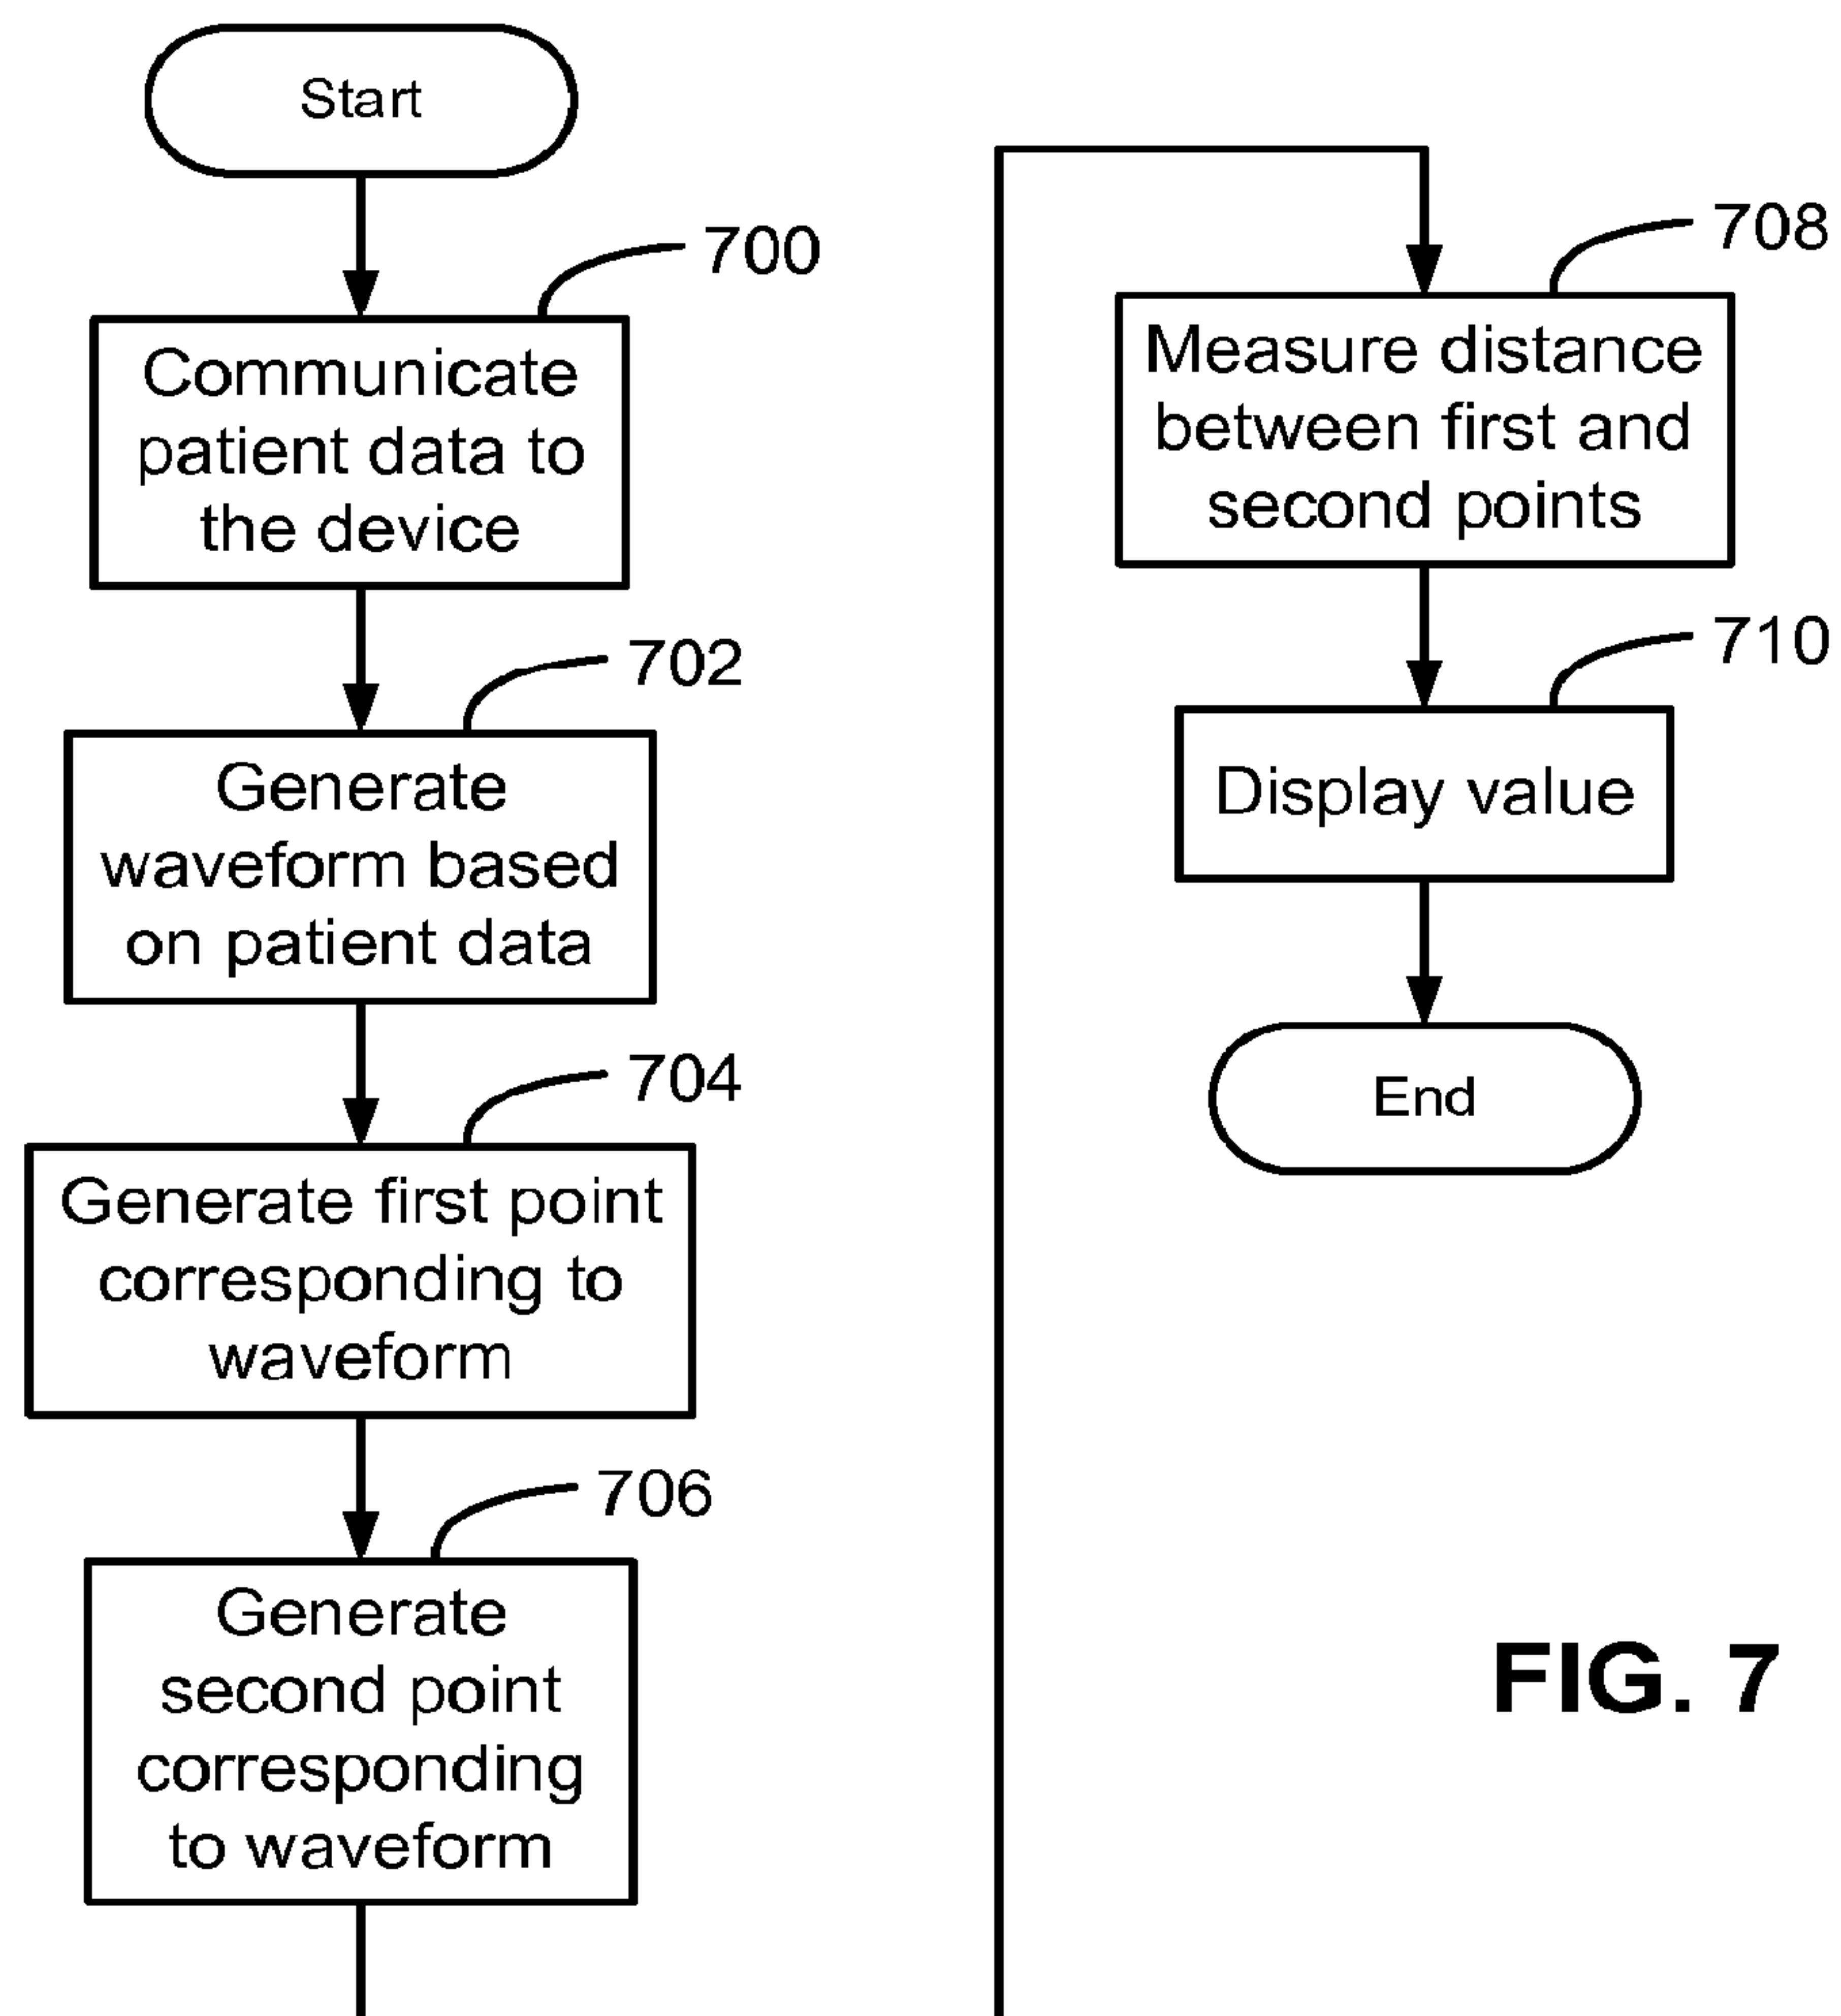 Start
700
Communicate
patient data to
the device
702
Generate
waveform based
on patient data
704
Generate first point
corresponding to
waveform
706
Generate
second point
corresponding
to waveform
708
Measure distance
between first and
second points
710
Display value
End
FIG. 7